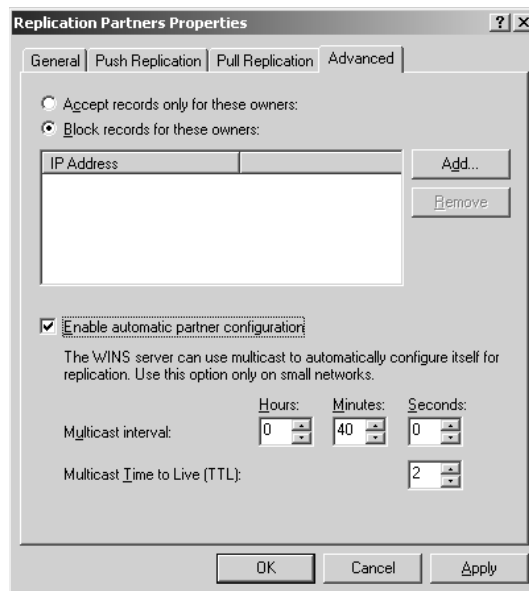 Replication Partners Properties
General Push Replication Pull Replication Advanced
Accept records only for these owners:
Block records for these owners:
IP Address
Add...
Remove
Enable automatic partner configuration
The WINS server can use multicast to automatically configure itself for
replication. Use this option only on small networks.
Hours: Minutes: Seconds:
Multicast interval: 0 40 0
Multicast Time to Live (TTL): 2
OK Cancel Apply